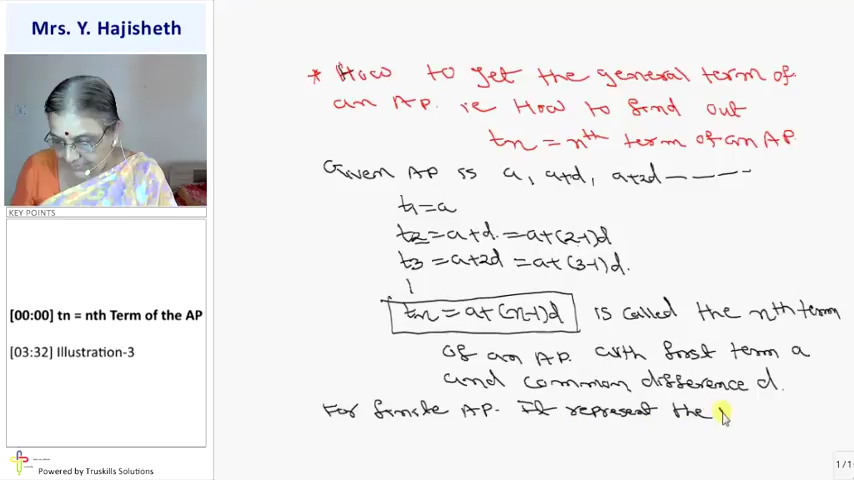 Mrs. Y. Hajisheth
KEY POINTS
[00:00] tn = nth Term of the AP
[03:32] Illustration-3
Powered by Truskills Solutions
* How to get the general term of
an AP. ie How to find out
tn = nth term of an AP
Given AP is a, a+d, a+2d ----
t1 = a
t2 = a+d. = a+(2-1)d
t3 = a+2d = a+(3-1)d.
tn = a+(n-1)d is called the nth term
of an AP. with first term a
and common difference d.
For finite AP. It represent the
1/1